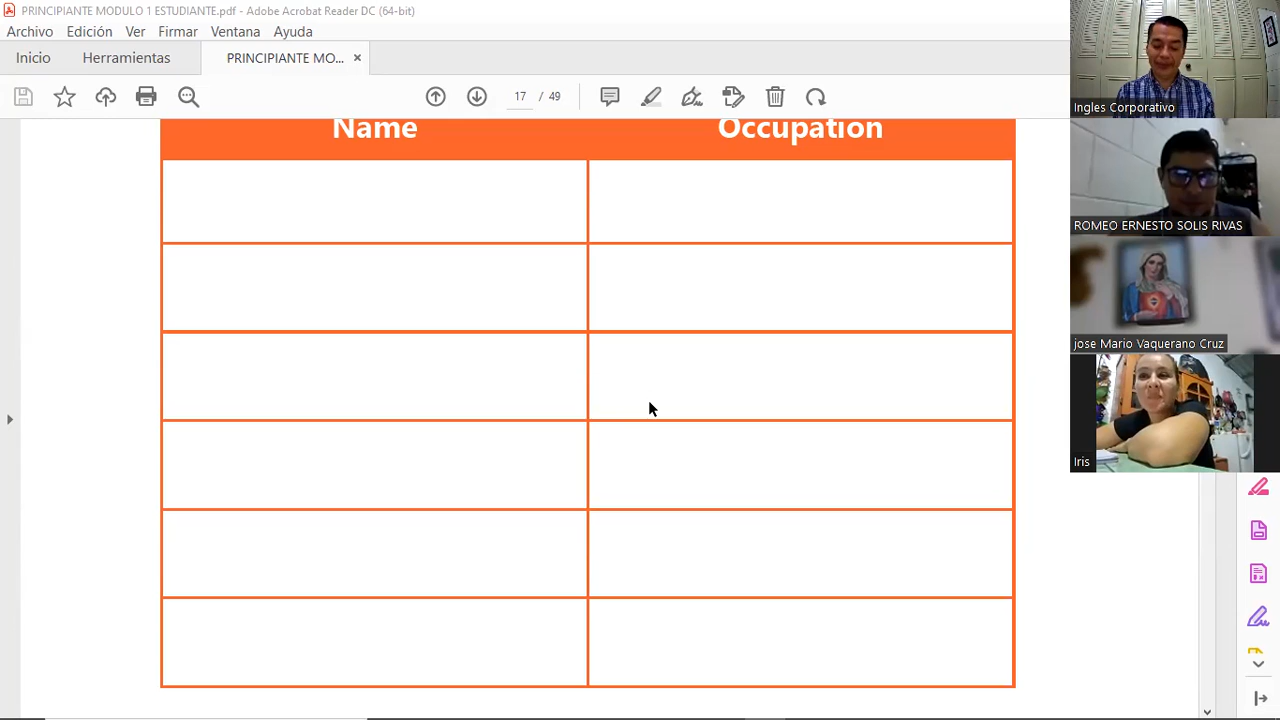 PRINCIPIANTE MODULO 1 ESTUDIANTE.pdf - Adobe Acrobat Reader DC (64-bit)
Archivo Edición Ver Firmar Ventana Ayuda
Inicio Herramientas PRINCIPIANTE MO... ×
17 / 49
Name Occupation
Ingles Corporativo
ROMEO ERNESTO SOLIS RIVAS
jose Mario Vaquerano Cruz
Iris